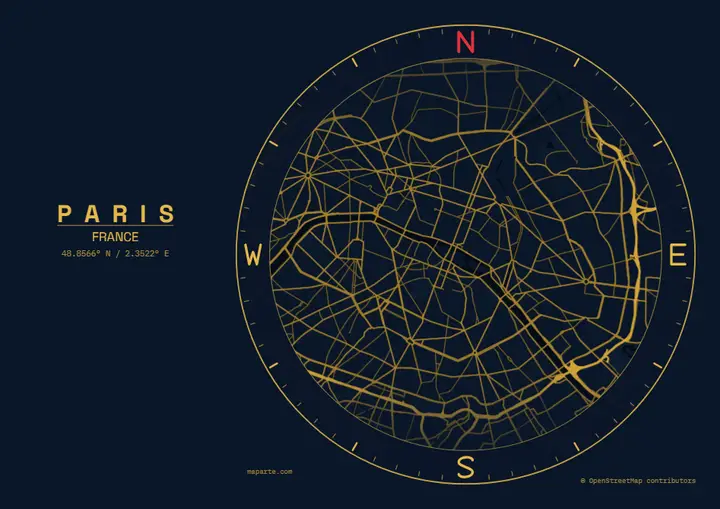 N
PARIS
FRANCE
48.8566° N / 2.3522° E
W
E
S
maparte.com
© OpenStreetMap contributors